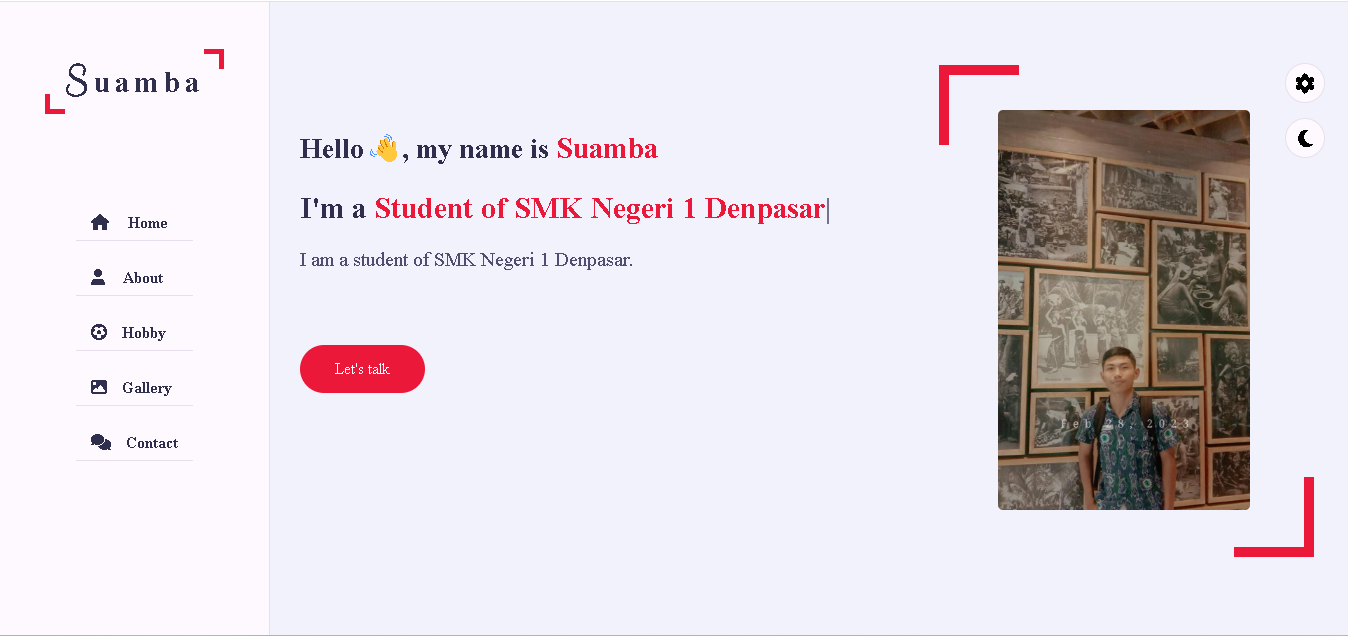 Suamba
Home
About
Hobby
Gallery
Contact
Hello 👋, my name is Suamba
I'm a Student of SMK Negeri 1 Denpasar|
I am a student of SMK Negeri 1 Denpasar.
Let's talk
Feb 28, 2023